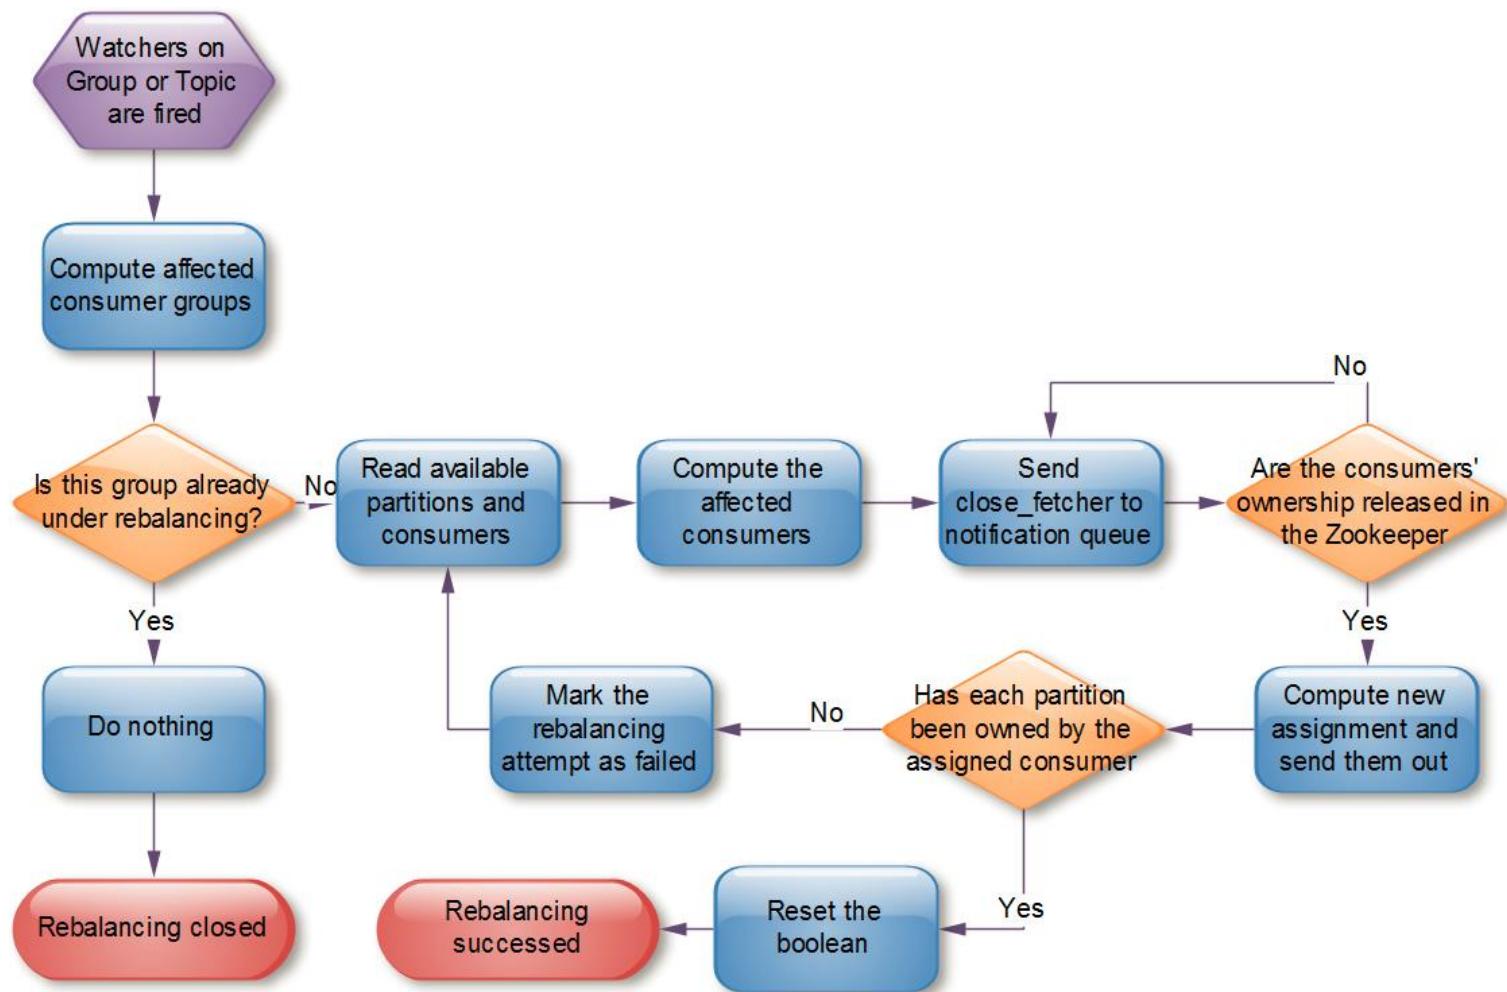 Watchers on
Group or Topic
are fired
Compute affected
consumer groups
No
Is this group already
under rebalancing?
No
Read available
partitions and
consumers
Compute the
affected
consumers
Send
close_fetcher to
notification queue
Are the consumers'
ownership released in
the Zookeeper
Yes
Yes
Do nothing
Mark the
rebalancing
attempt as failed
No
Has each partition
been owned by the
assigned consumer
Compute new
assignment and
send them out
Rebalancing closed
Rebalancing
successed
Reset the
boolean
Yes